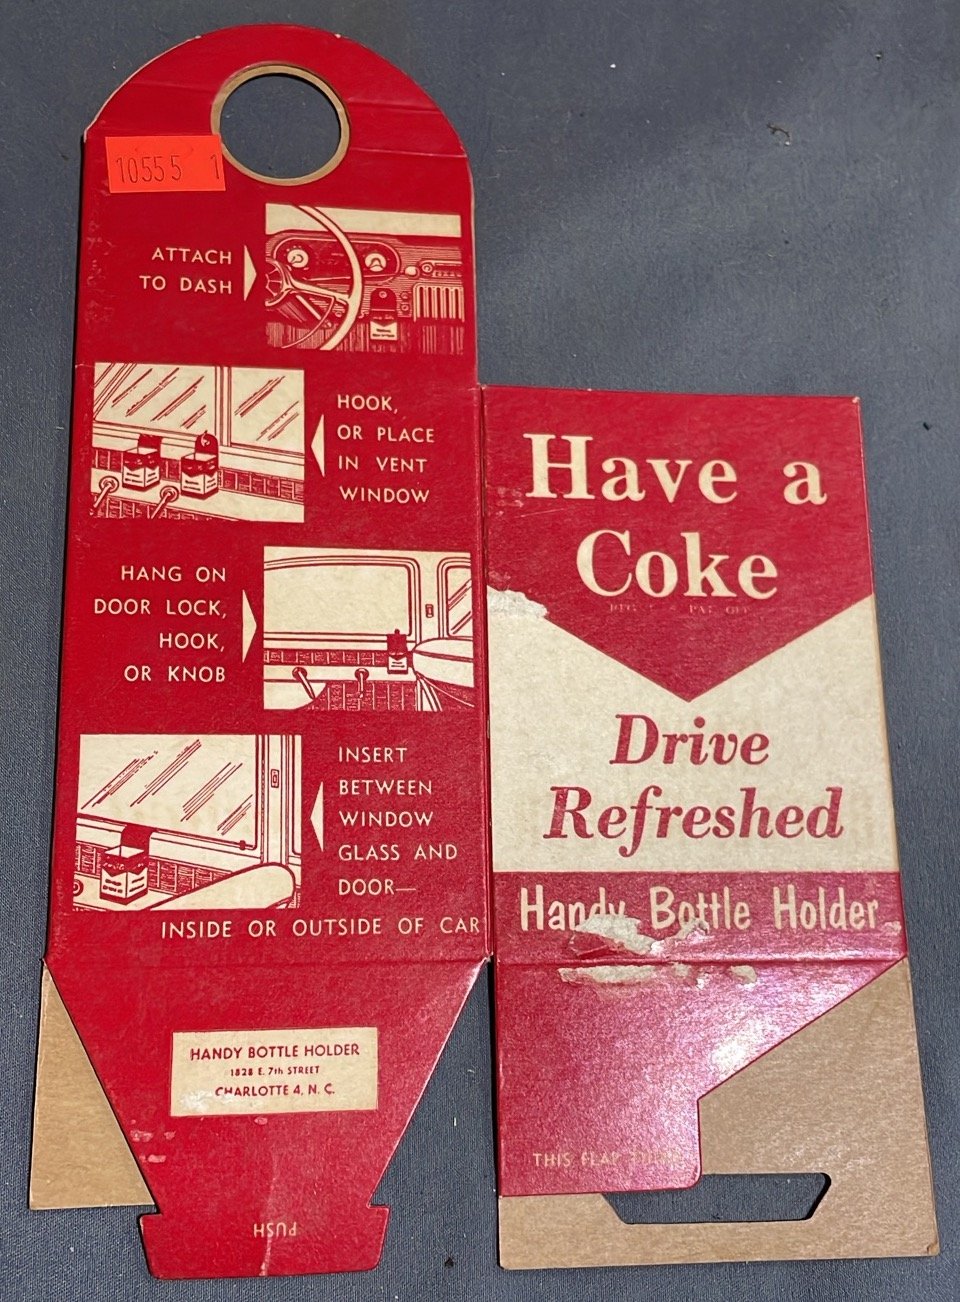 10555 1
ATTACH
TO DASH
HOOK,
OR PLACE
IN VENT
WINDOW
HANG ON
DOOR LOCK,
HOOK,
OR KNOB
INSERT
BETWEEN
WINDOW
GLASS AND
DOOR—
INSIDE OR OUTSIDE OF CAR
HANDY BOTTLE HOLDER
1828 E. 7th STREET
CHARLOTTE 4, N. C.
PUSH
Have a
Coke
Drive
Refreshed
Handy Bottle Holder
THIS FLAP